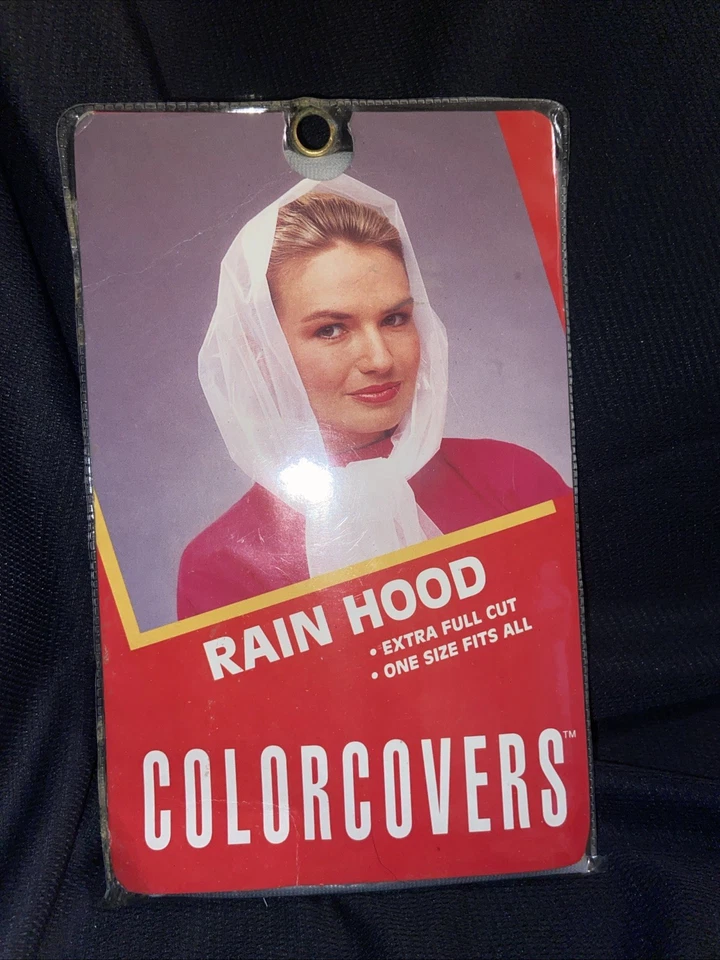 RAIN HOOD
• EXTRA FULL CUT
• ONE SIZE FITS ALL
COLORCOVERS™